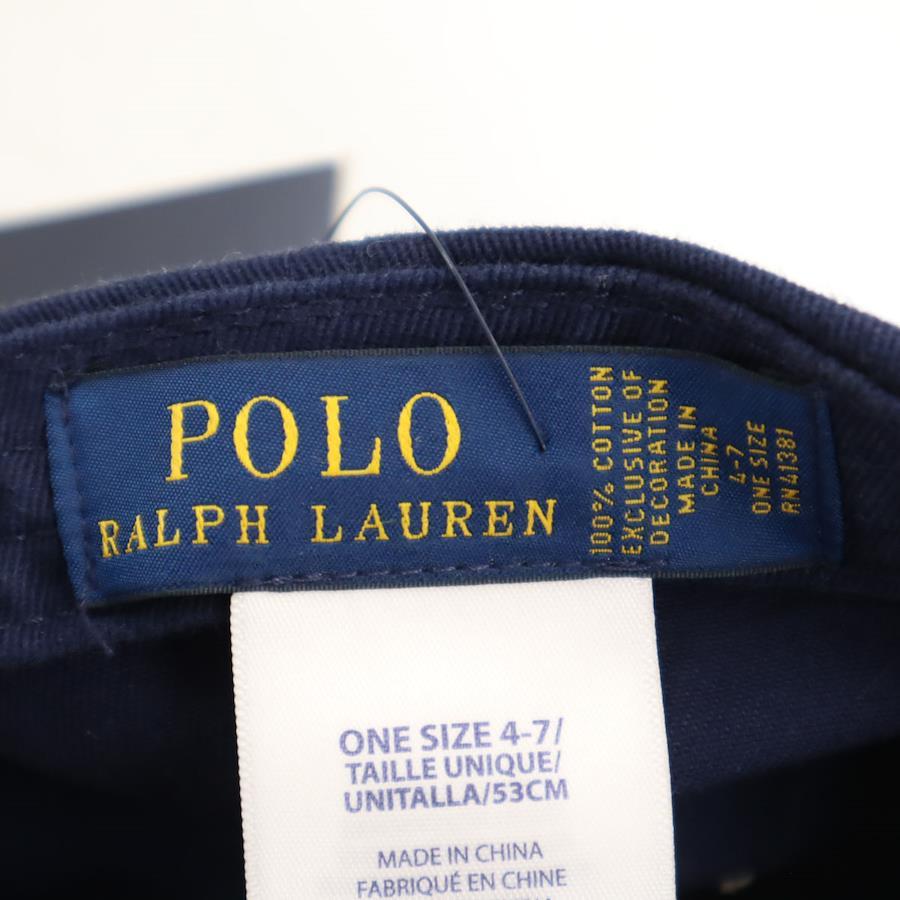 POLO
RALPH LAUREN
100% COTTON
EXCLUSIVE OF
DECORATION
MADE IN
CHINA
4-7
ONE SIZE
RN41381
ONE SIZE 4-7/
TAILLE UNIQUE/
UNITALLA/53CM
MADE IN CHINA
FABRIQUÉ EN CHINE